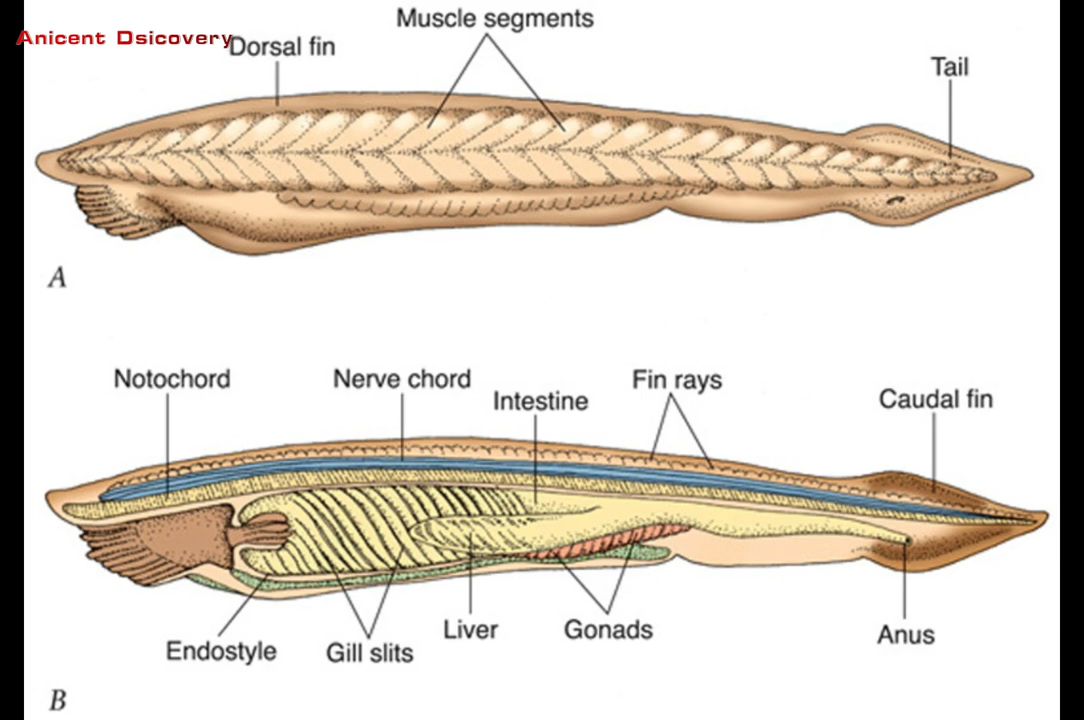 Muscle segments
Anicent Dsicovery
Dorsal fin
Tail
A
Notochord
Nerve chord
Fin rays
Intestine
Caudal fin
Endostyle
Gill slits
Liver
Gonads
Anus
B